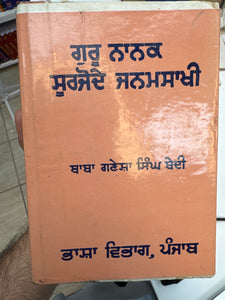 ਗੁਰੂ ਨਾਨਕ
ਸੂਰਜੋਦੈ ਜਨਮਸਾਖੀ
ਬਾਬਾ ਗਣੇਸ਼ਾ ਸਿੰਘ ਬੇਦੀ
ਭਾਸ਼ਾ ਵਿਭਾਗ, ਪੰਜਾਬ